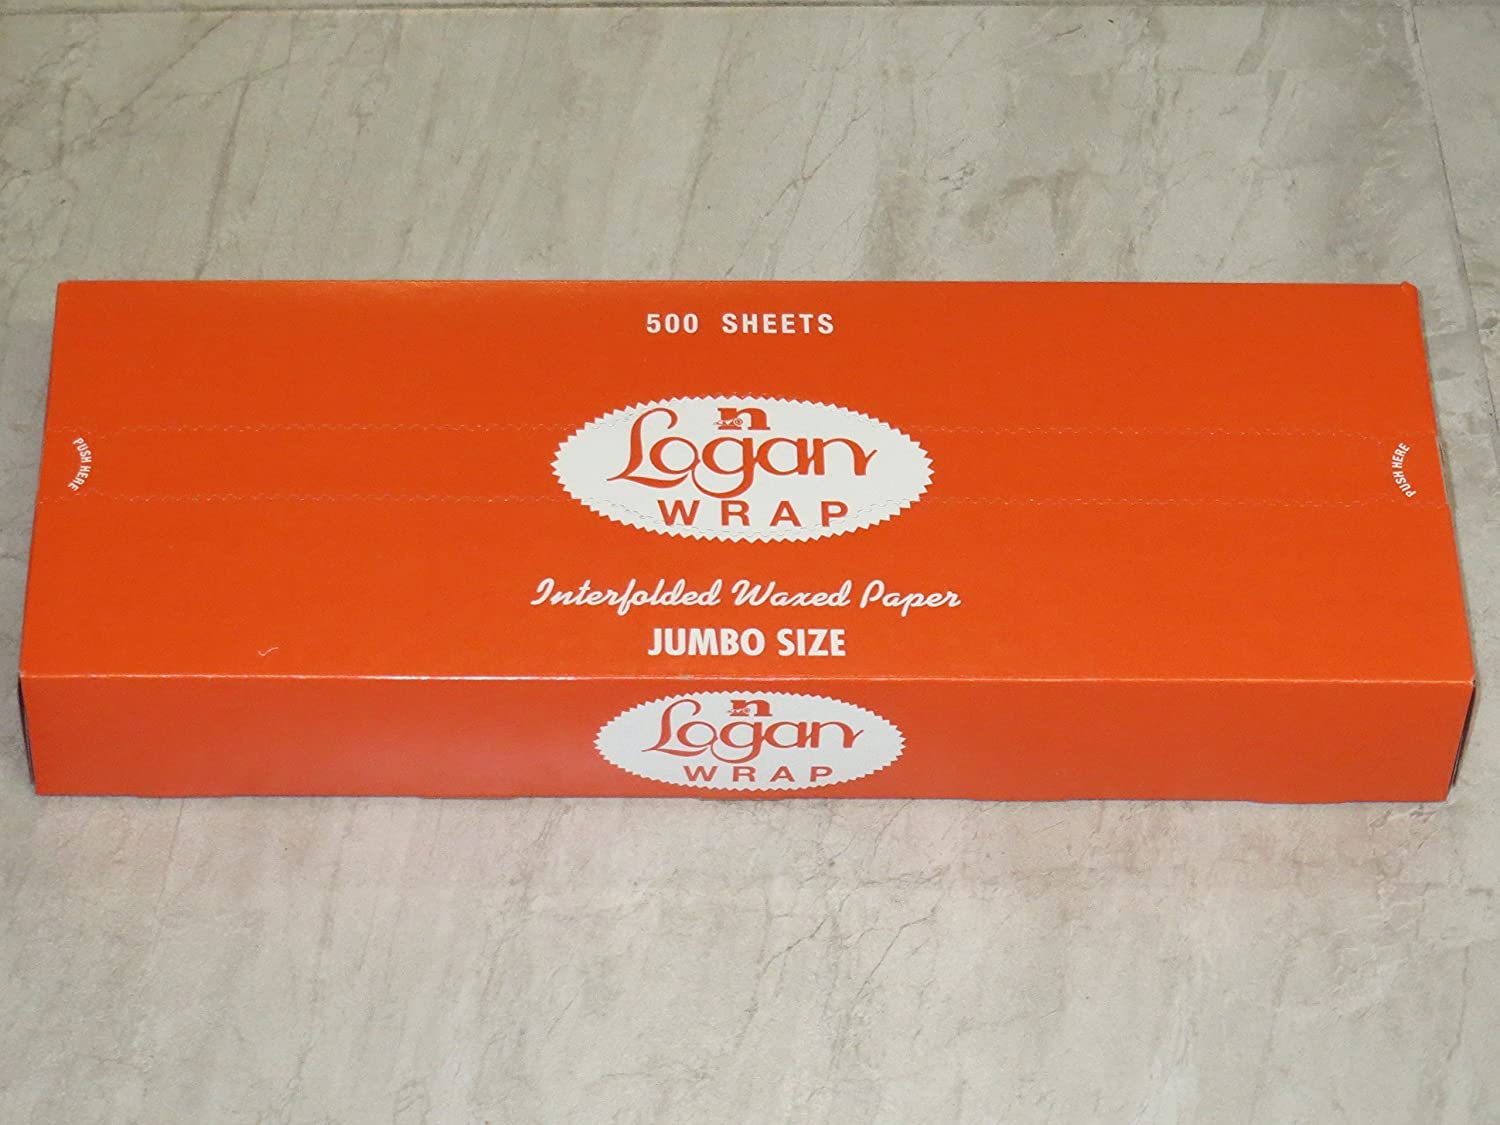 500 SHEETS
n
Logan
WRAP
PUSH HERE
PUSH HERE
Interfolded Waxed Paper
JUMBO SIZE
n
Logan
WRAP